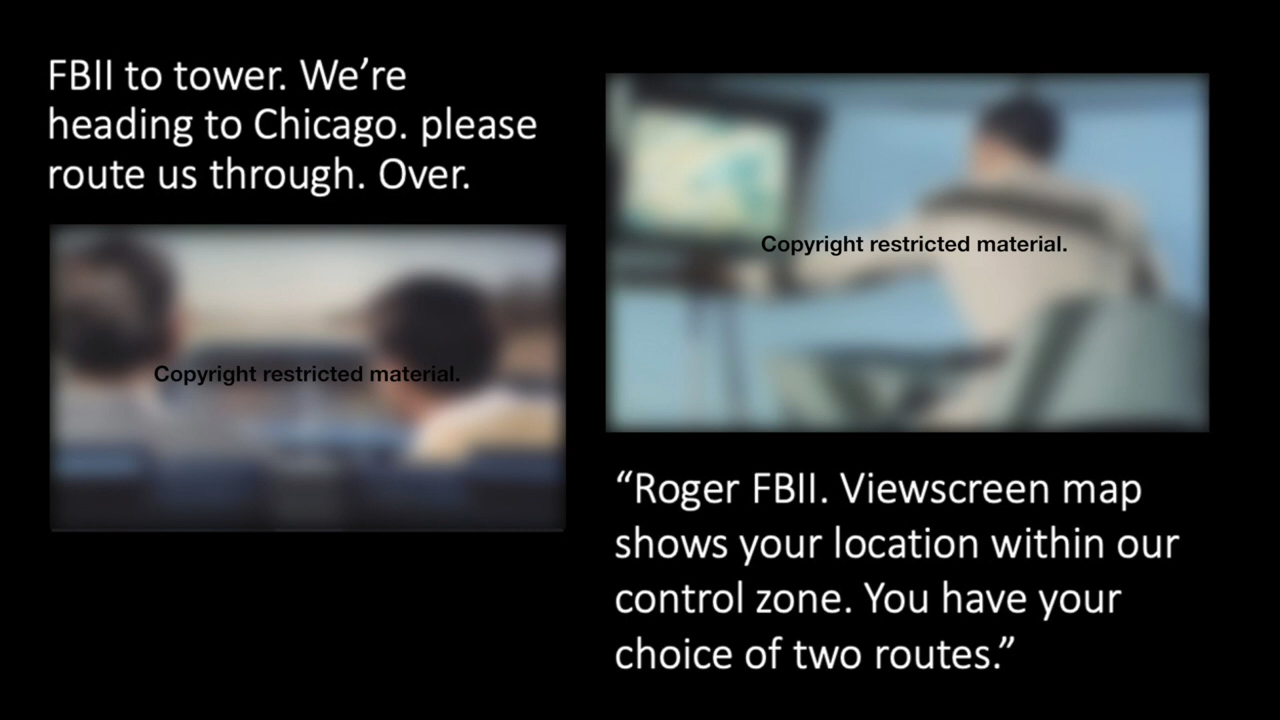 FBII to tower. We’re
heading to Chicago. please
route us through. Over.
Copyright restricted material.
Copyright restricted material.
“Roger FBII. Viewscreen map
shows your location within our
control zone. You have your
choice of two routes.”